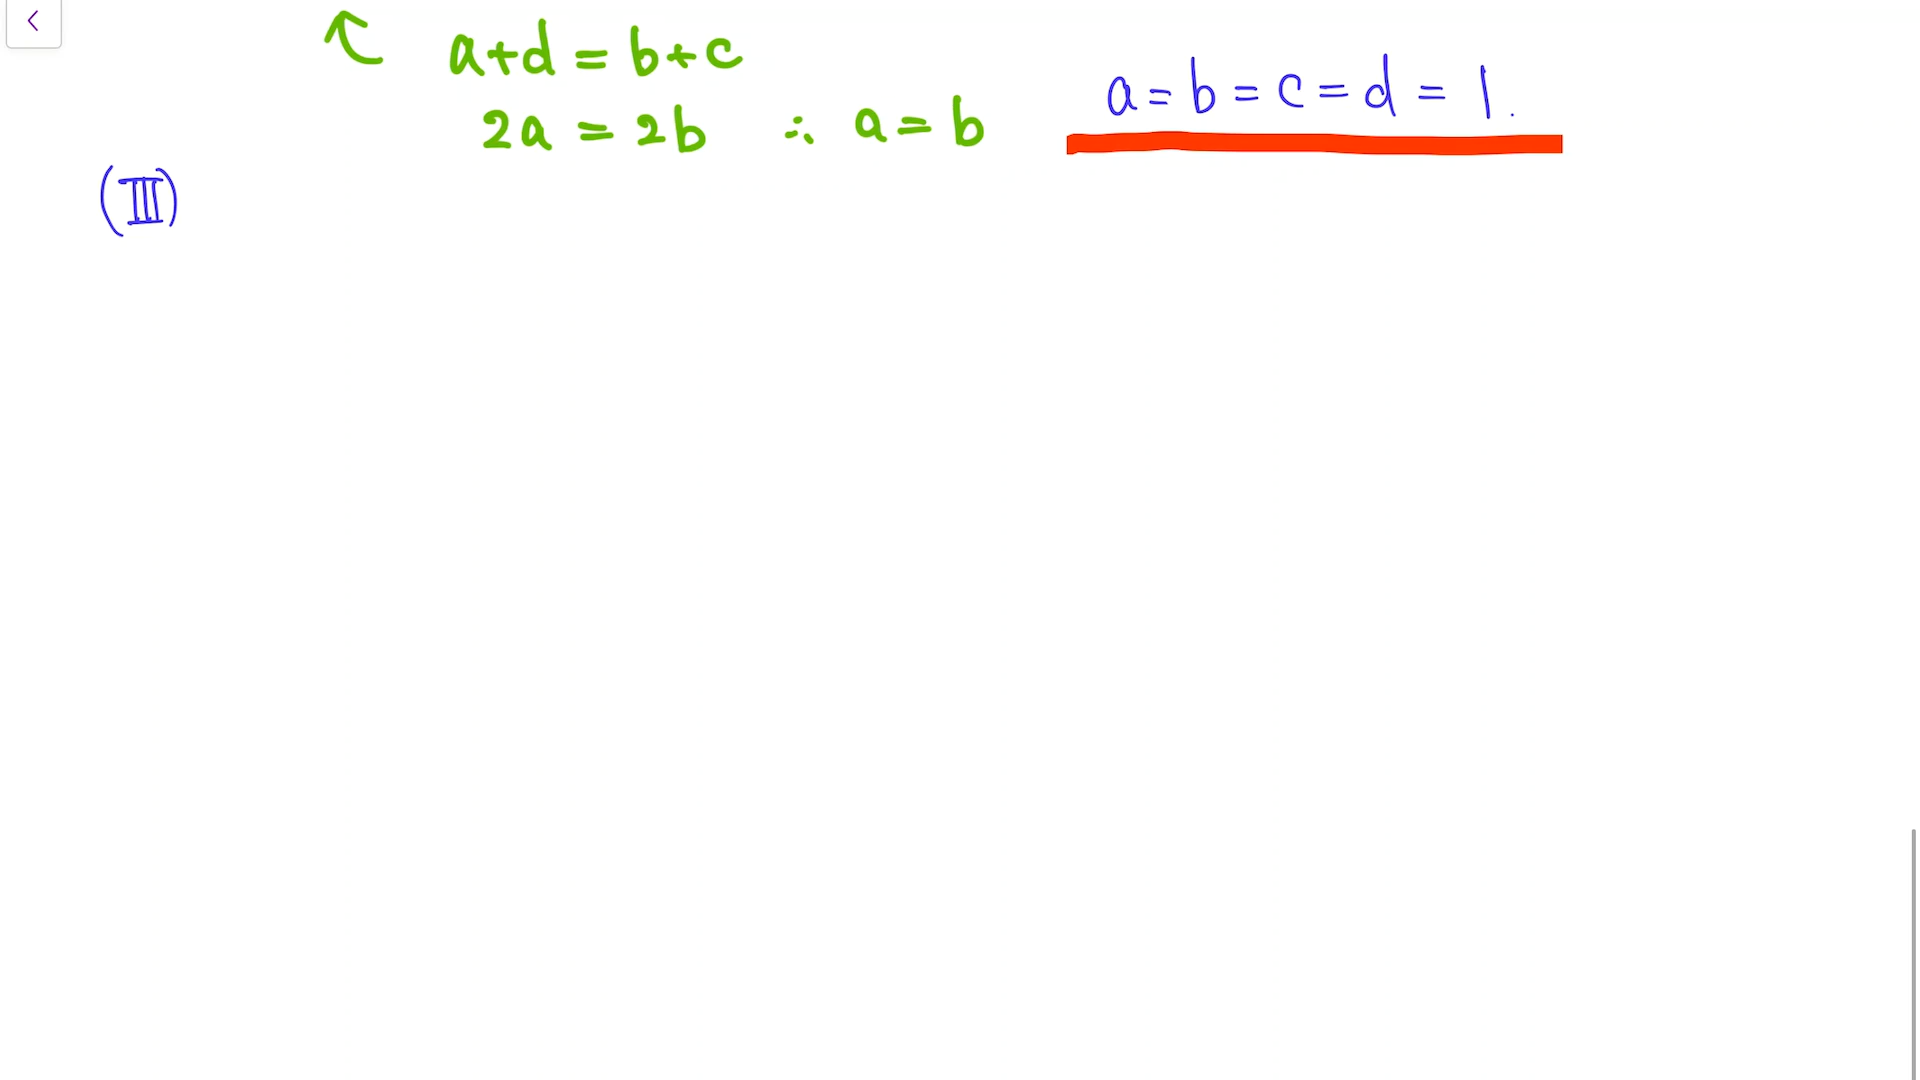 a+d = b+c
a = b = c = d = 1.
2a = 2b ∴ a = b
(III)